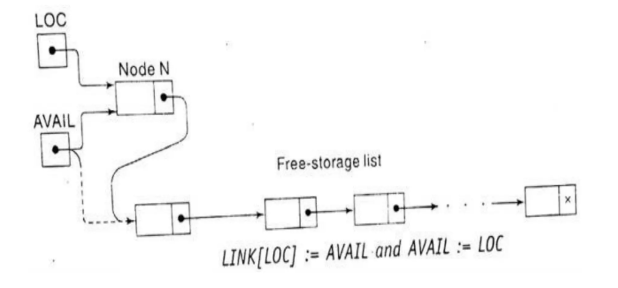 LOC
Node N
AVAIL
Free-storage list
×
LINK[LOC] := AVAIL and AVAIL := LOC